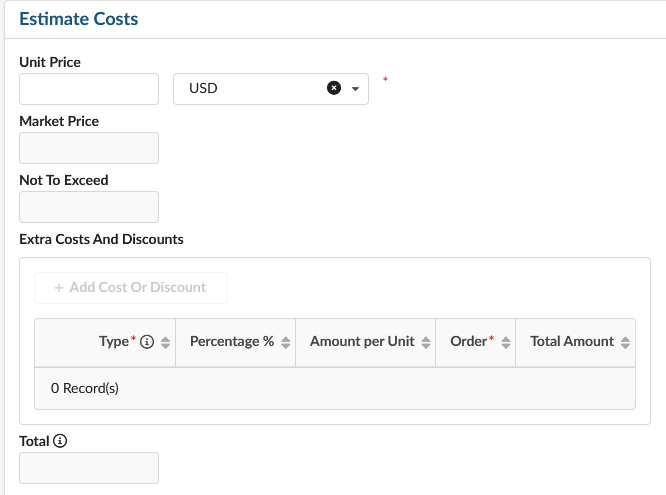 Estimate Costs
Unit Price
USD *
Market Price
Not To Exceed
Extra Costs And Discounts
+ Add Cost Or Discount
Type* Percentage % Amount per Unit Order* Total Amount
0 Record(s)
Total